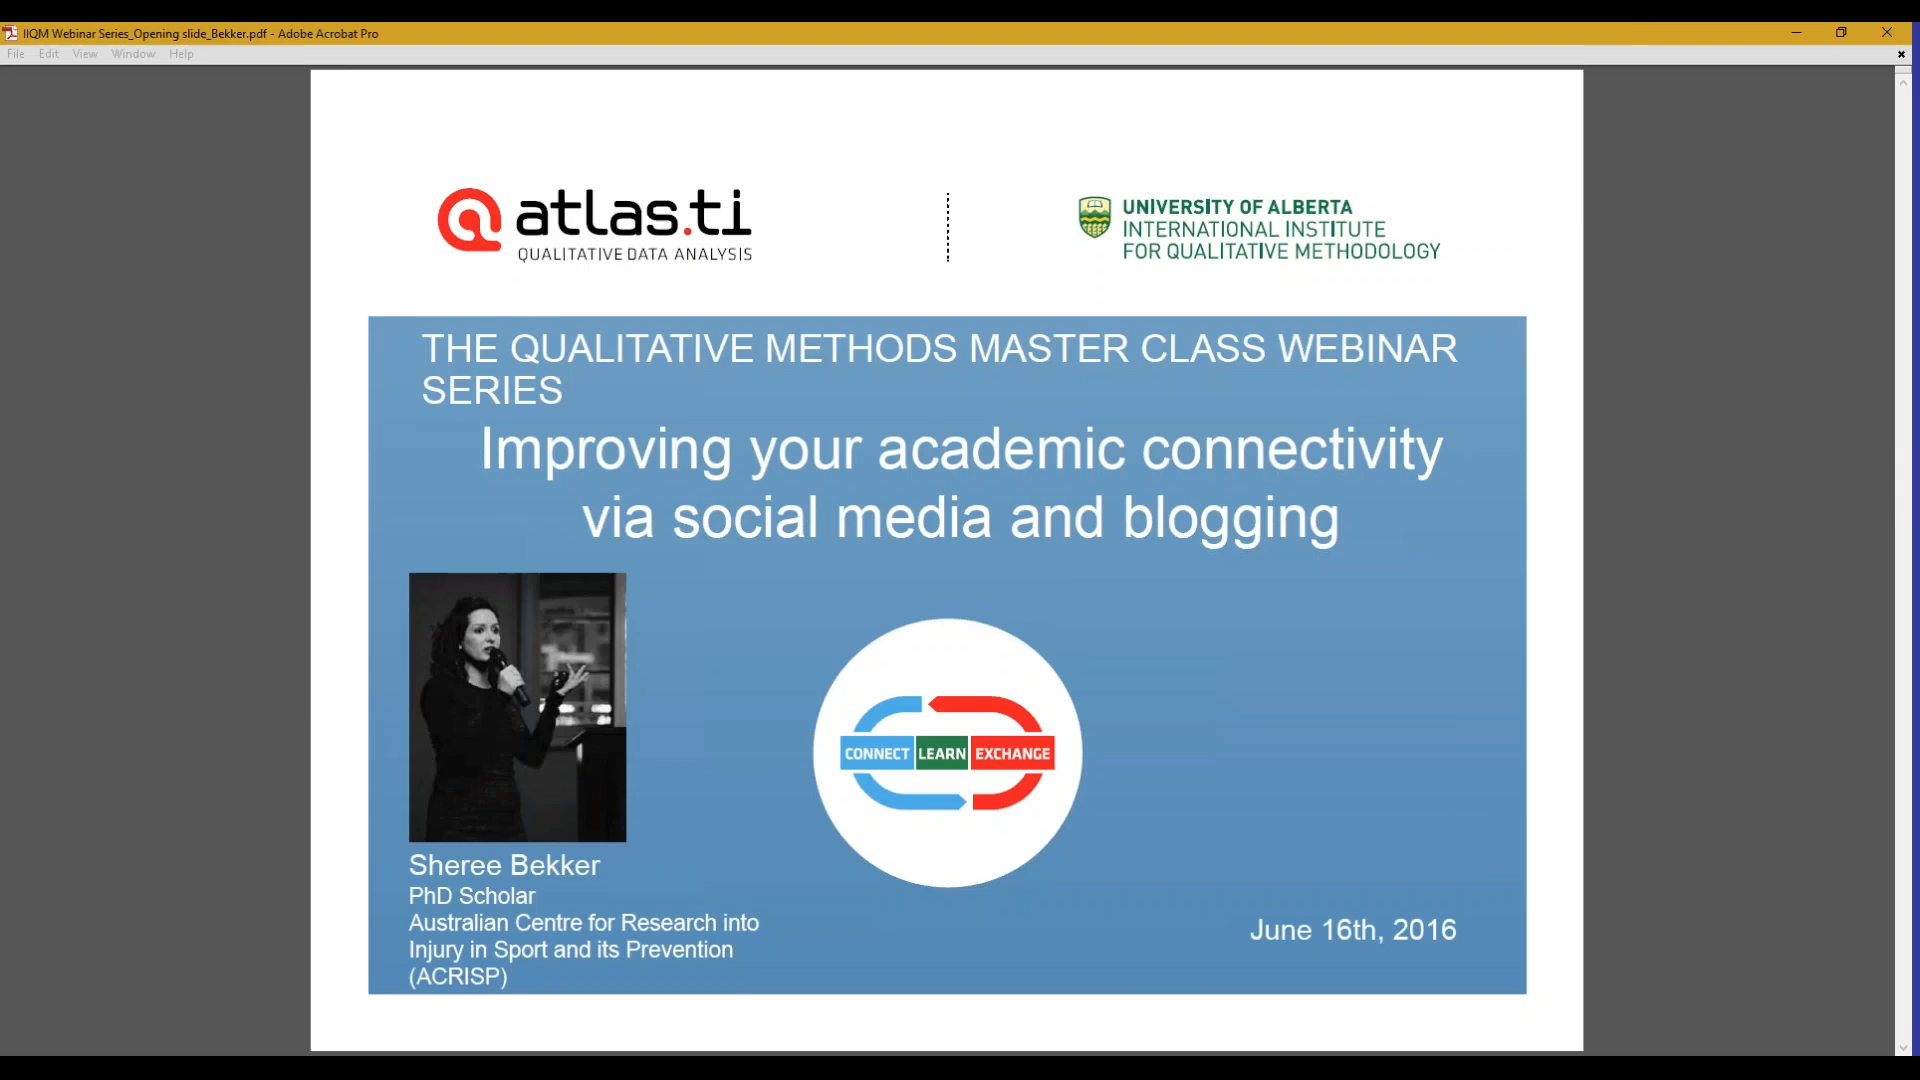 IIQM Webinar Series_Opening slide_Bekker.pdf - Adobe Acrobat Pro
File Edit View Window Help
atlas.ti
QUALITATIVE DATA ANALYSIS
UNIVERSITY OF ALBERTA
INTERNATIONAL INSTITUTE
FOR QUALITATIVE METHODOLOGY
THE QUALITATIVE METHODS MASTER CLASS WEBINAR
SERIES
Improving your academic connectivity
via social media and blogging
CONNECT LEARN EXCHANGE
Sheree Bekker
PhD Scholar
Australian Centre for Research into
Injury in Sport and its Prevention
(ACRISP)
June 16th, 2016